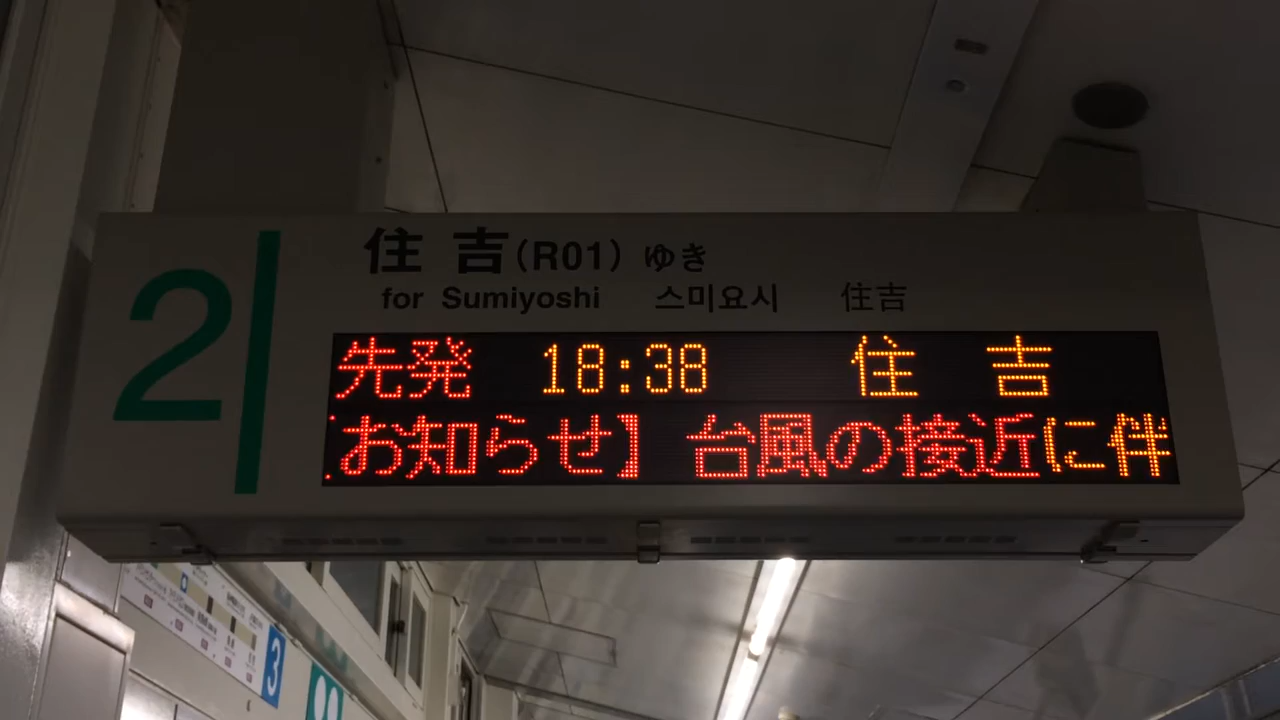 2
住吉(R01)ゆき
for Sumiyoshi 스미요시 住吉
先発 18:38 住吉
お知らせ】台風の接近に伴
3